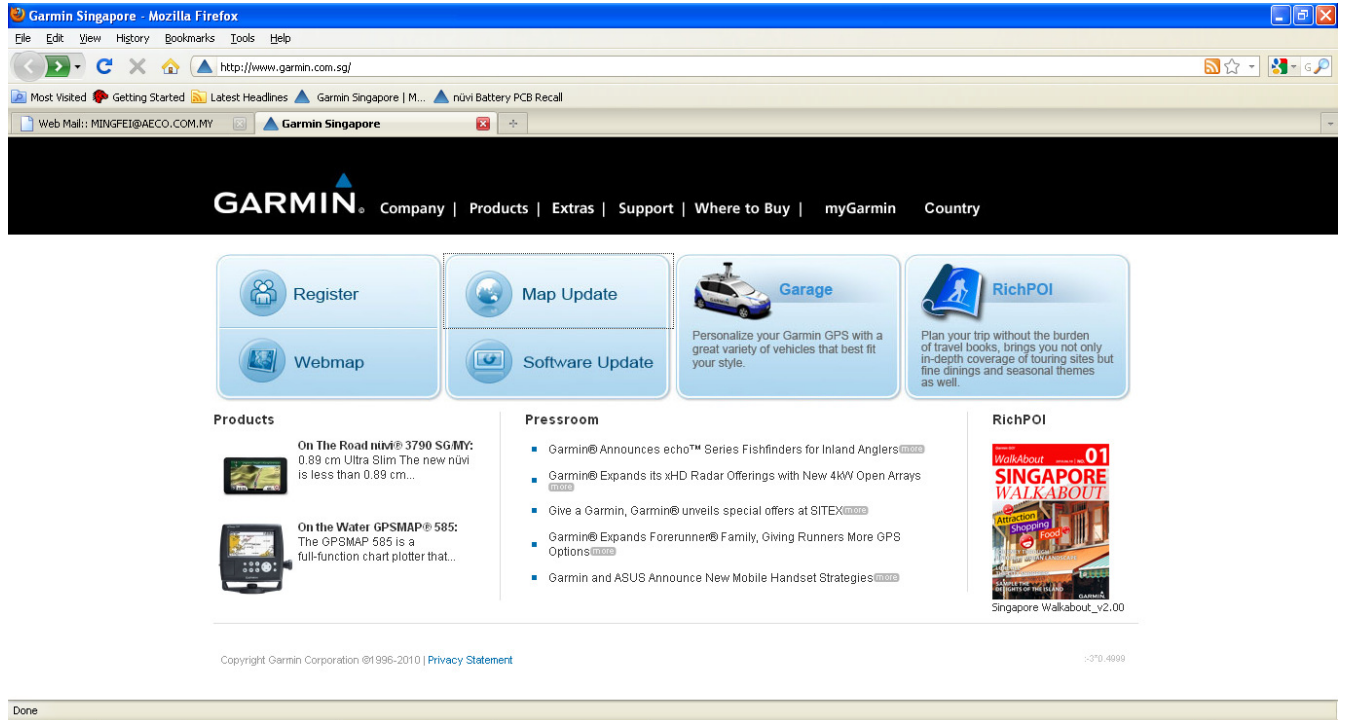 Garmin Singapore - Mozilla Firefox
File Edit View History Bookmarks Tools Help
http://www.garmin.com.sg/
G
Most Visited Getting Started Latest Headlines Garmin Singapore | M... nüvi Battery PCB Recall
Web Mail:: MINGFEI@AECO.COM.MY Garmin Singapore
GARMIN® Company | Products | Extras | Support | Where to Buy | myGarmin Country
Register
Map Update
Garage
RichPOI
Webmap
Software Update
Personalize your Garmin GPS with a
great variety of vehicles that best fit
your style.
Plan your trip without the burden
of travel books, brings you not only
in-depth coverage of touring sites but
fine dinings and seasonal themes
as well.
Products
On The Road nüvi® 3790 SG/MY:
0.89 cm Ultra Slim The new nüvi
is less than 0.89 cm...
On the Water GPSMAP® 585:
The GPSMAP 585 is a
full-function chart plotter that...
Pressroom
Garmin® Announces echo™ Series Fishfinders for Inland Anglers more
Garmin® Expands its xHD Radar Offerings with New 4kW Open Arrays
more
Give a Garmin, Garmin® unveils special offers at SITEX more
Garmin® Expands Forerunner® Family, Giving Runners More GPS
Options more
Garmin and ASUS Announce New Mobile Handset Strategies more
RichPOI
WalkAbout 01
SINGAPORE
WALKABOUT
Attraction
Shopping
Food
SAMPLE THE
DELIGHTS OF THE ISLAND
GARMIN
Singapore Walkabout_v2.00
Copyright Garmin Corporation ©1996-2010 | Privacy Statement
:-3"0.4999
Done